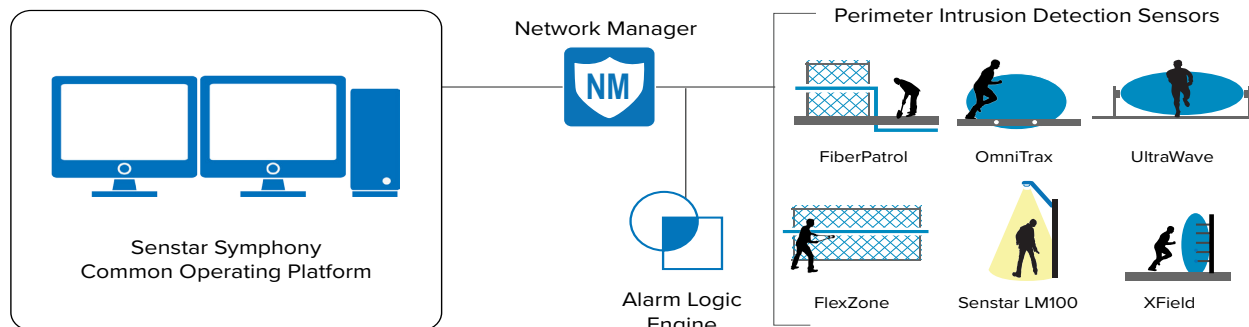 Perimeter Intrusion Detection Sensors
Network Manager
NM
FiberPatrol
OmniTrax
UltraWave
Senstar Symphony
Common Operating Platform
Alarm Logic
Engine
FlexZone
Senstar LM100
XField